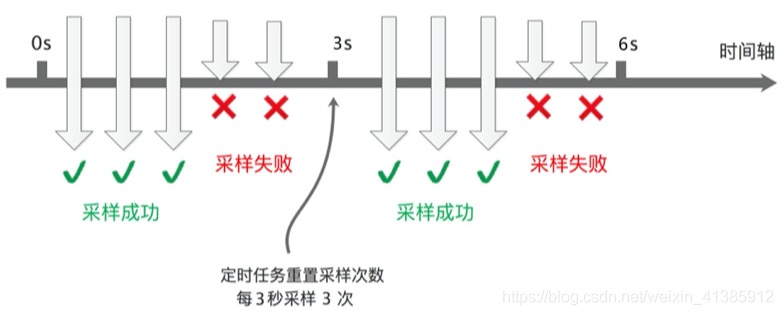 0s
3s
6s
时间轴
采样失败
采样失败
采样成功
采样成功
定时任务重置采样次数
每3秒采样 3 次
https://blog.csdn.net/weixin_41385912